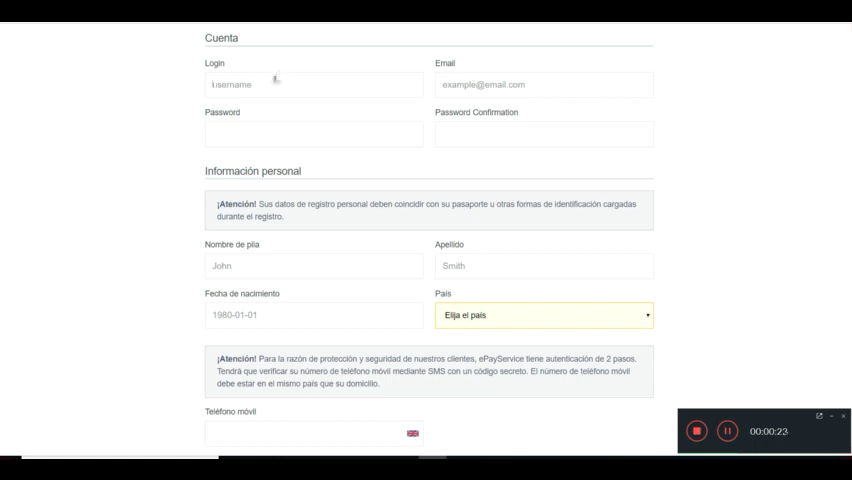 Cuenta
Login Email
username example@email.com
Password Password Confirmation
Información personal
¡Atención! Sus datos de registro personal deben coincidir con su pasaporte u otras formas de identificación cargadas
durante el registro.
Nombre de pila Apellido
John Smith
Fecha de nacimiento País
1980-01-01 Elija el país
¡Atención! Para la razón de protección y seguridad de nuestros clientes, ePayService tiene autenticación de 2 pasos.
Tendrá que verificar su número de teléfono móvil mediante SMS con un código secreto. El número de teléfono móvil
debe estar en el mismo país que su domicilio.
Teléfono móvil
00:00:23